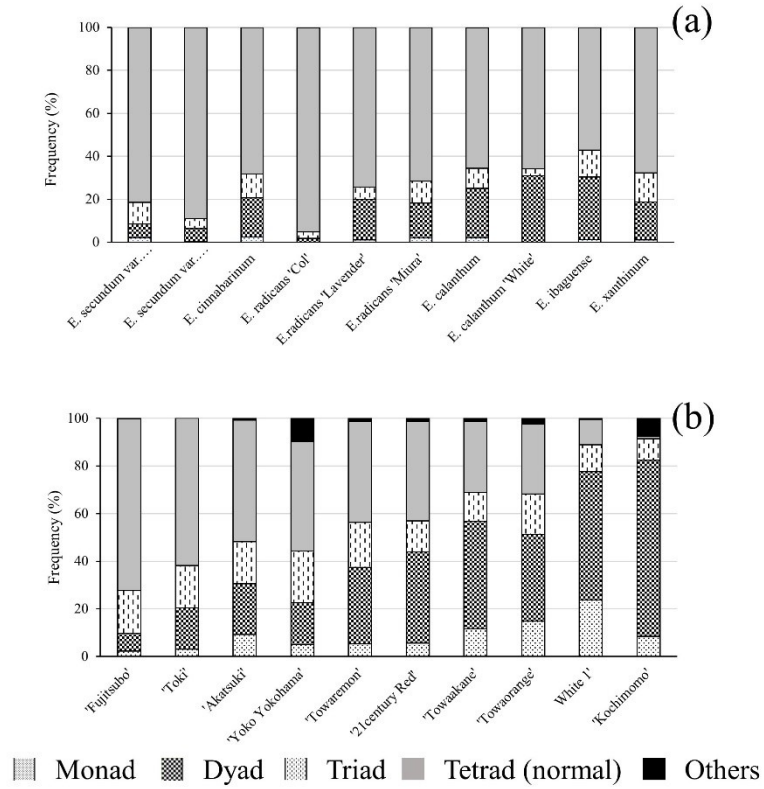 (a)
Frequency (%)
100
80
60
40
20
0
E. secundum var....
E. secundum var....
E. cinnabarinum
E. radicans 'Col'
E.radicans 'Lavender'
E.radicans 'Miura'
E. calanthum
E. calanthum 'White'
E. ibaguense
E. xanthinum
(b)
Frequency (%)
100
80
60
40
20
0
'Fujitsubo'
'Toki'
'Akatsuki'
'Yoko Yokohama'
'Towaremon'
'21century Red'
'Towaakane'
'Towaorange'
White 1'
'Kochimomo'
Monad Dyad Triad Tetrad (normal) Others